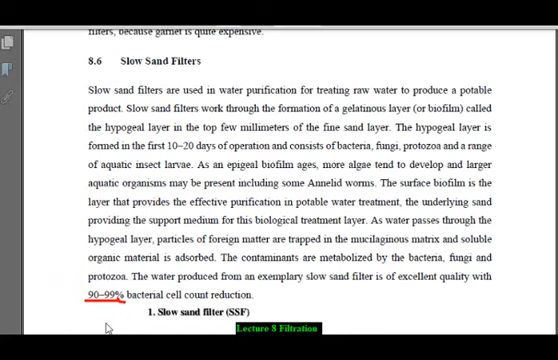 filters, because garnet is quite expensive.
8.6 Slow Sand Filters
Slow sand filters are used in water purification for treating raw water to produce a potable
product. Slow sand filters work through the formation of a gelatinous layer (or biofilm) called
the hypogeal layer in the top few millimeters of the fine sand layer. The hypogeal layer is
formed in the first 10–20 days of operation and consists of bacteria, fungi, protozoa and a range
of aquatic insect larvae. As an epigeal biofilm ages, more algae tend to develop and larger
aquatic organisms may be present including some Annelid worms. The surface biofilm is the
layer that provides the effective purification in potable water treatment, the underlying sand
providing the support medium for this biological treatment layer. As water passes through the
hypogeal layer, particles of foreign matter are trapped in the mucilaginous matrix and soluble
organic material is adsorbed. The contaminants are metabolized by the bacteria, fungi and
protozoa. The water produced from an exemplary slow sand filter is of excellent quality with
90–99% bacterial cell count reduction.
1. Slow sand filter (SSF)
Lecture 8 Filtration